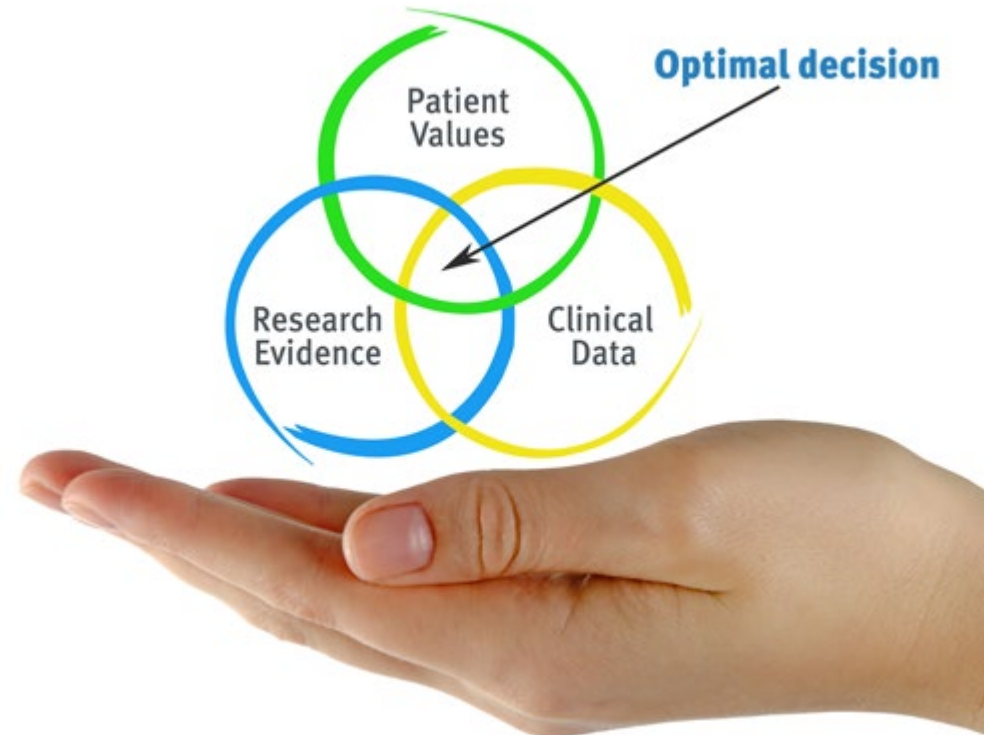 Optimal decision
Patient
Values
Research
Evidence
Clinical
Data